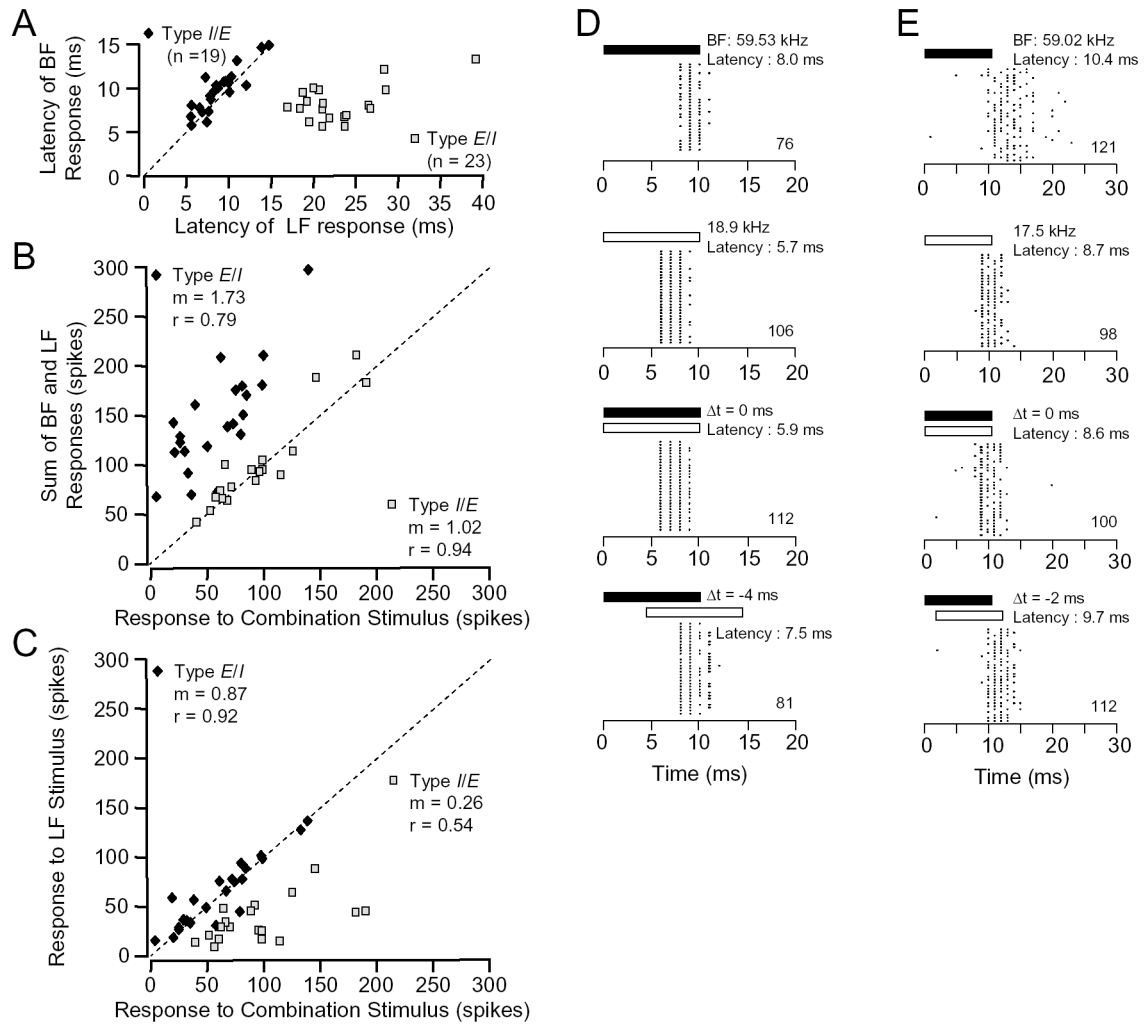 A
Type I/E
(n =19)
Type E/I
(n = 23)
Latency of BF
Response (ms)
15
10
5
0
0 5 10 15 20 25 30 35 40
Latency of LF response (ms)
B
Type E/I
m = 1.73
r = 0.79
Type I/E
m = 1.02
r = 0.94
Sum of BF and LF
Responses (spikes)
300
250
200
150
100
50
0
0 50 100 150 200 250 300
Response to Combination Stimulus (spikes)
C
Type E/I
m = 0.87
r = 0.92
Type I/E
m = 0.26
r = 0.54
Response to LF Stimulus (spikes)
300
250
200
150
100
50
0
0 50 100 150 200 250 300
Response to Combination Stimulus (spikes)
D
BF: 59.53 kHz
Latency : 8.0 ms
76
0 5 10 15 20
18.9 kHz
Latency : 5.7 ms
106
0 5 10 15 20
Δt = 0 ms
Latency : 5.9 ms
112
0 5 10 15 20
Δt = -4 ms
Latency : 7.5 ms
81
0 5 10 15 20
Time (ms)
E
BF: 59.02 kHz
Latency : 10.4 ms
121
0 10 20 30
17.5 kHz
Latency : 8.7 ms
98
0 10 20 30
Δt = 0 ms
Latency : 8.6 ms
100
0 10 20 30
Δt = -2 ms
Latency : 9.7 ms
112
0 10 20 30
Time (ms)